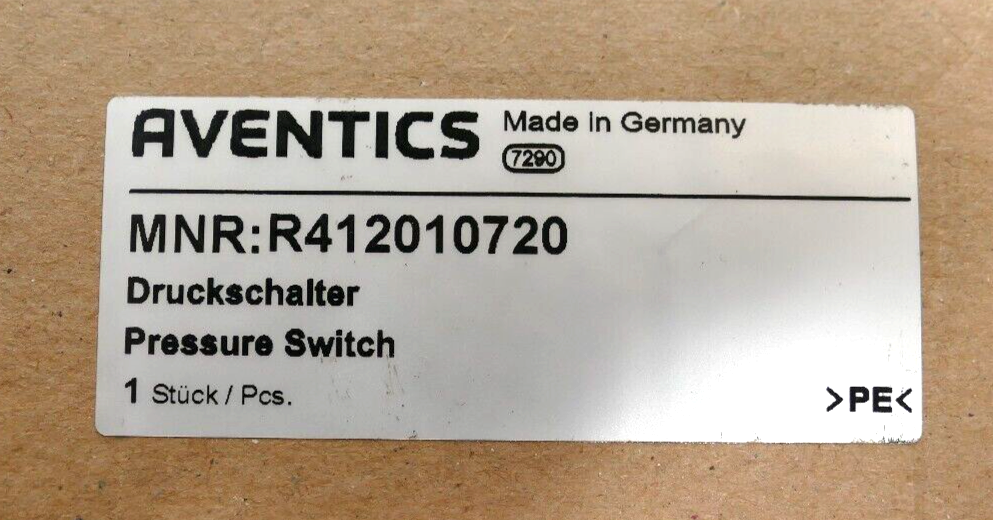 AVENTICS Made in Germany
7290
MNR:R412010720
Druckschalter
Pressure Switch
1 Stück / Pcs.
>PE<